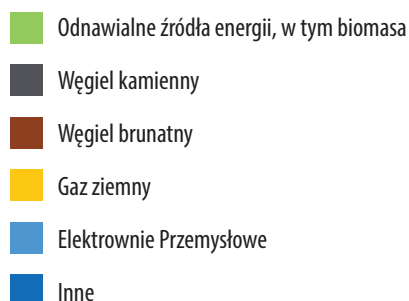 Odnawialne źródła energii, w tym biomasa
Węgiel kamienny
Węgiel brunatny
Gaz ziemny
Elektrownie Przemysłowe
Inne